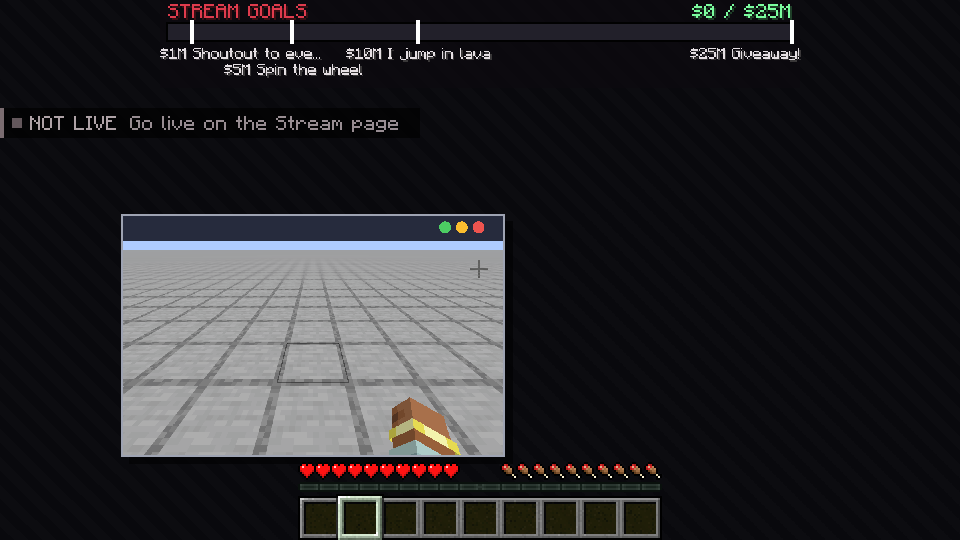 STREAM GOALS
$0 / $25M
$1M Shoutout to eve...
$10M I jump in lava
$25M Giveaway!
$5M Spin the wheel
NOT LIVE Go live on the Stream page